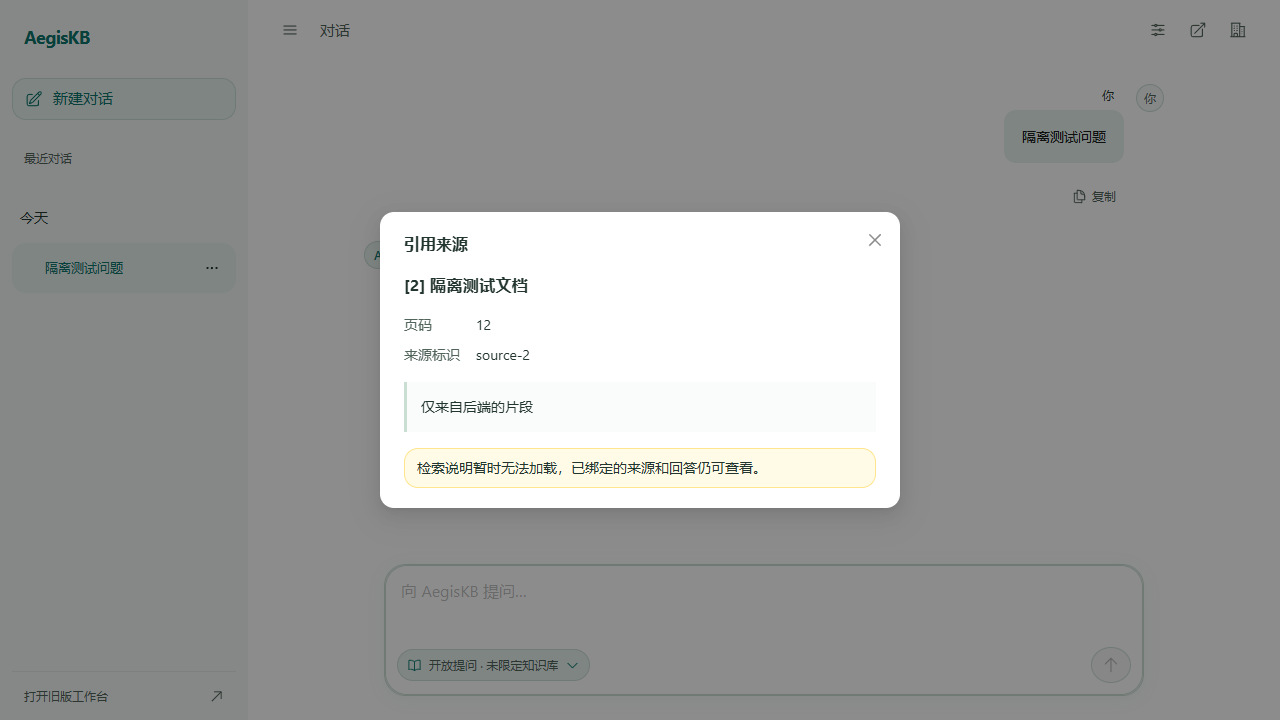 AegisKB
新建对话
最近对话
今天
隔离测试问题
打开旧版工作台
对话
你
你
隔离测试问题
复制
A
引用来源
[2] 隔离测试文档
页码 12
来源标识 source-2
仅来自后端的片段
检索说明暂时无法加载，已绑定的来源和回答仍可查看。
向 AegisKB 提问...
开放提问 · 未限定知识库